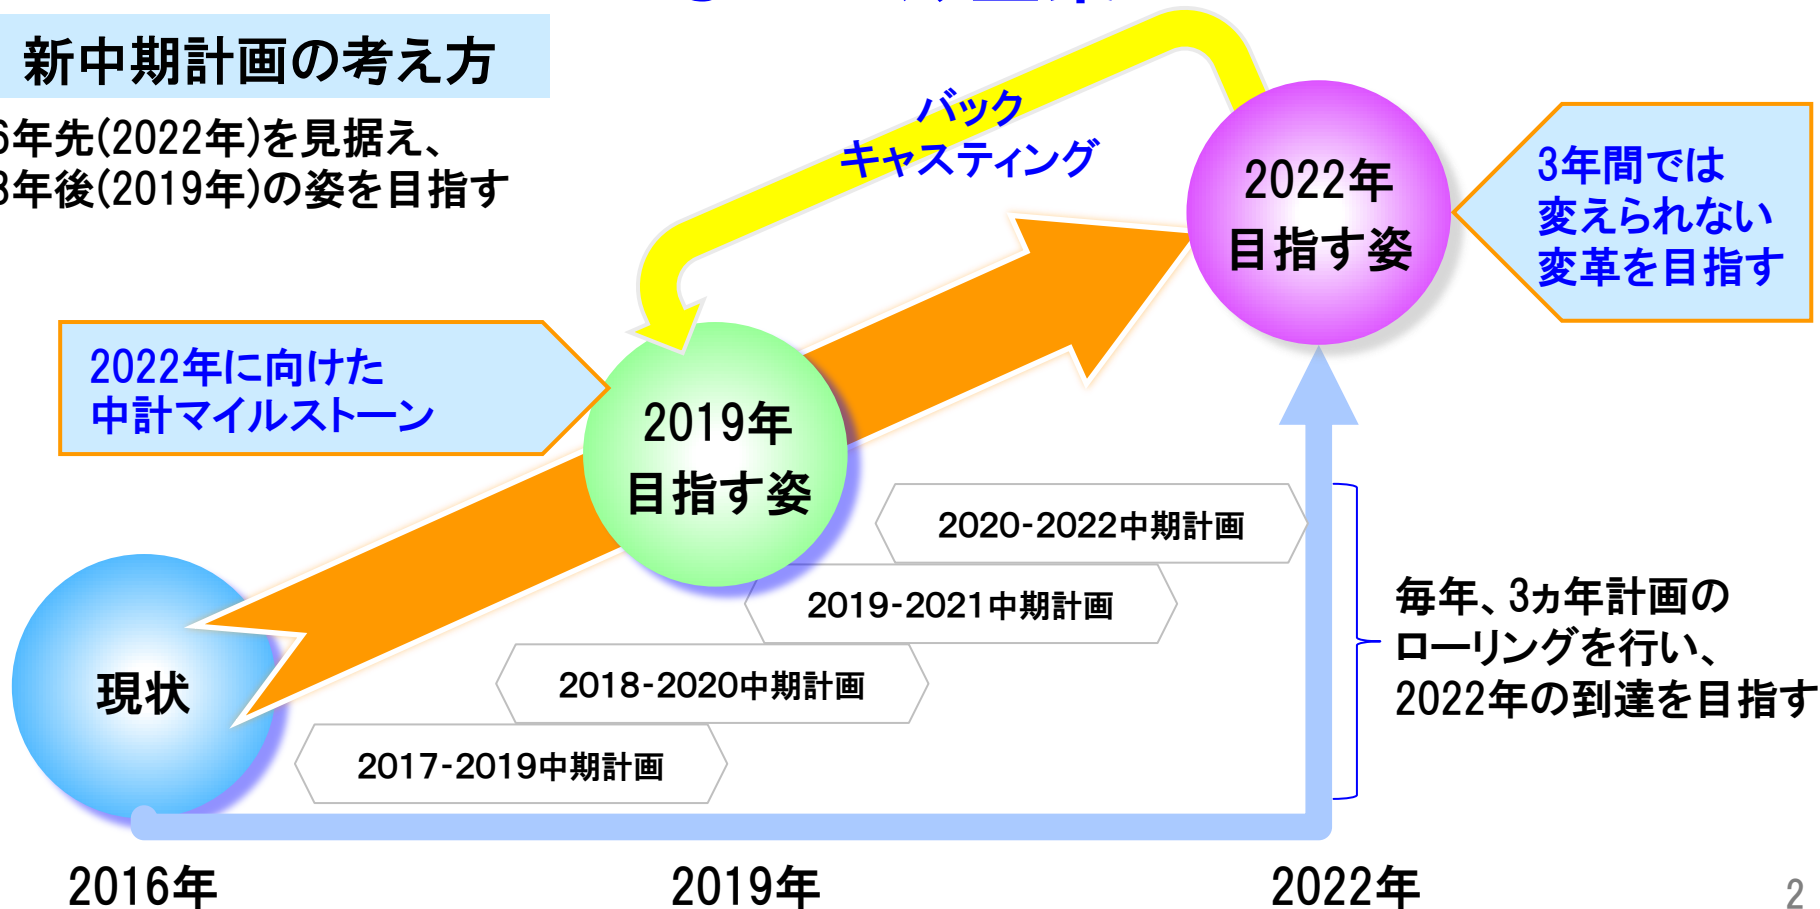 新中期計画の考え方
6年先(2022年)を見据え、
3年後(2019年)の姿を目指す
バック
キャスティング
2022年
目指す姿
3年間では
変えられない
変革を目指す
2022年に向けた
中計マイルストーン
2019年
目指す姿
2020-2022中期計画
2019-2021中期計画
2018-2020中期計画
2017-2019中期計画
現状
毎年、3ヵ年計画の
ローリングを行い、
2022年の到達を目指す
2016年
2019年
2022年
2